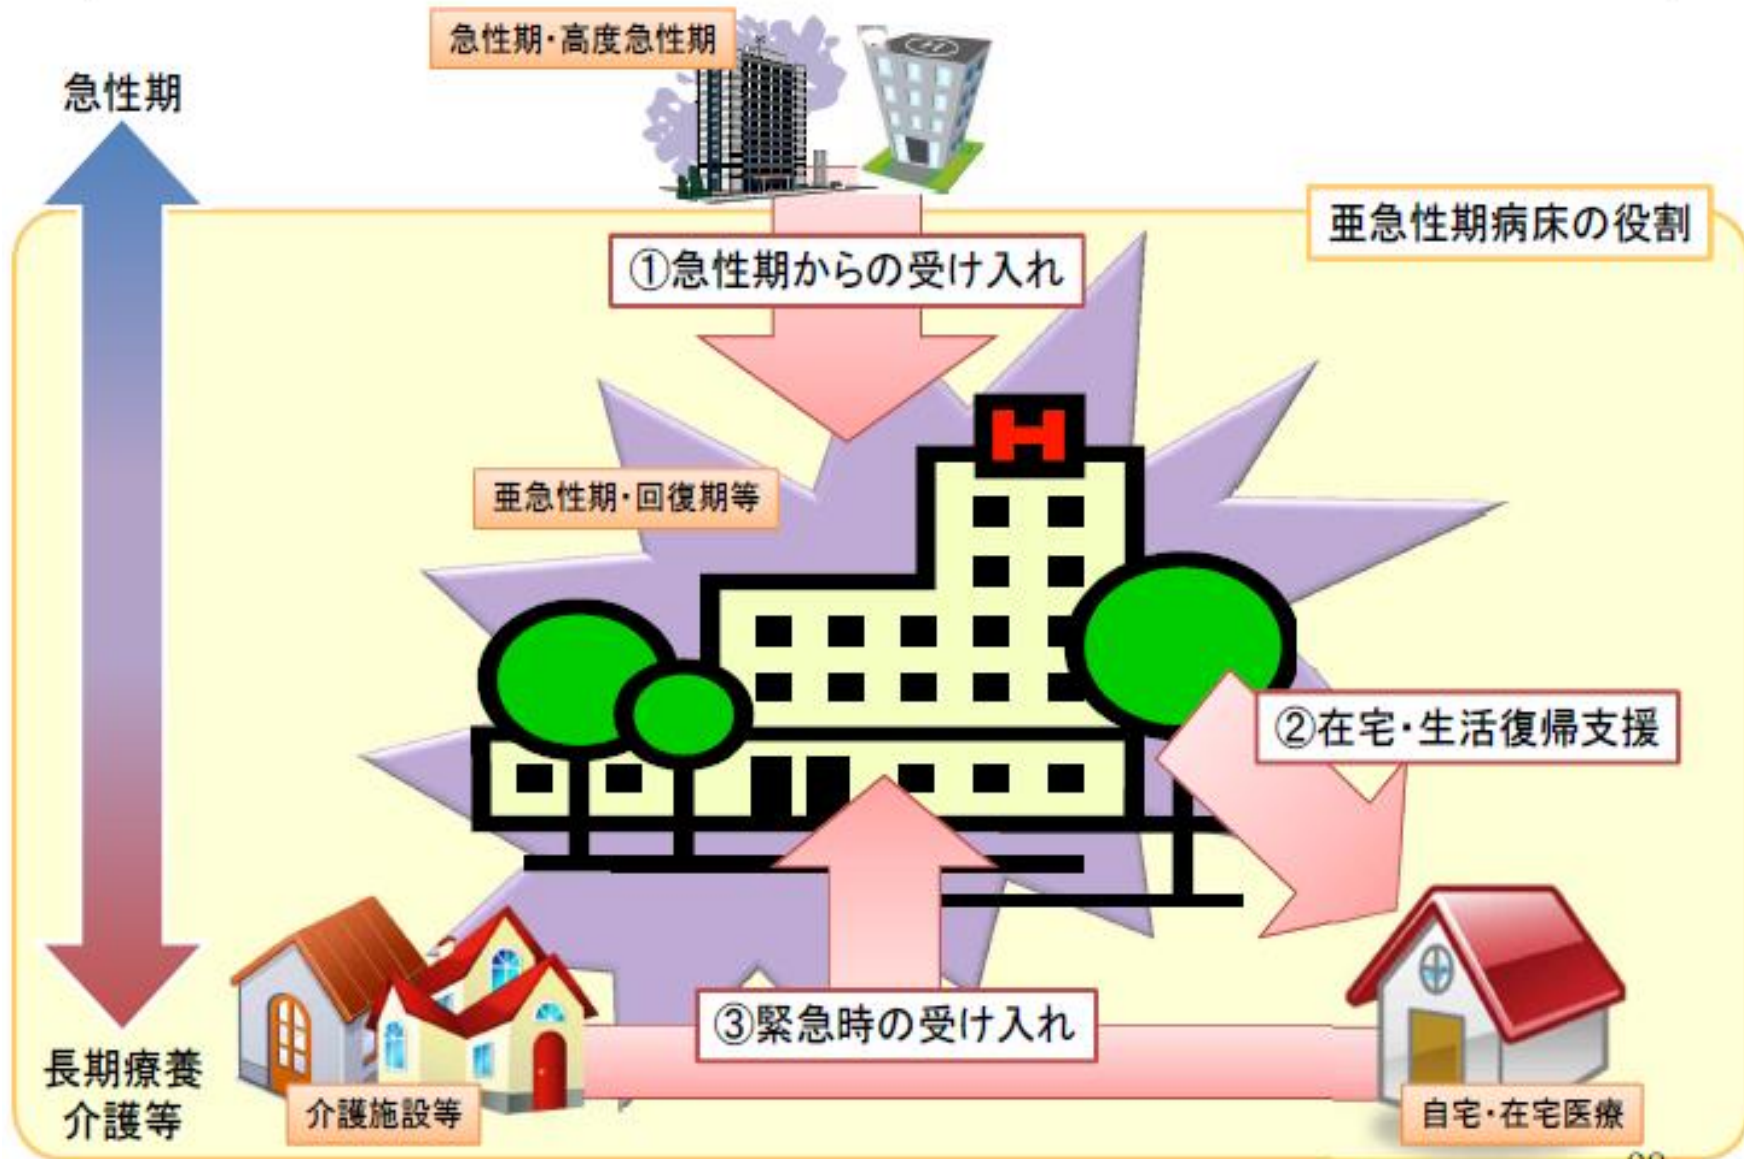 急性期・高度急性期
急性期
亜急性期病床の役割
①急性期からの受け入れ
H
亜急性期・回復期等
②在宅・生活復帰支援
③緊急時の受け入れ
長期療養
介護等
介護施設等
自宅・在宅医療